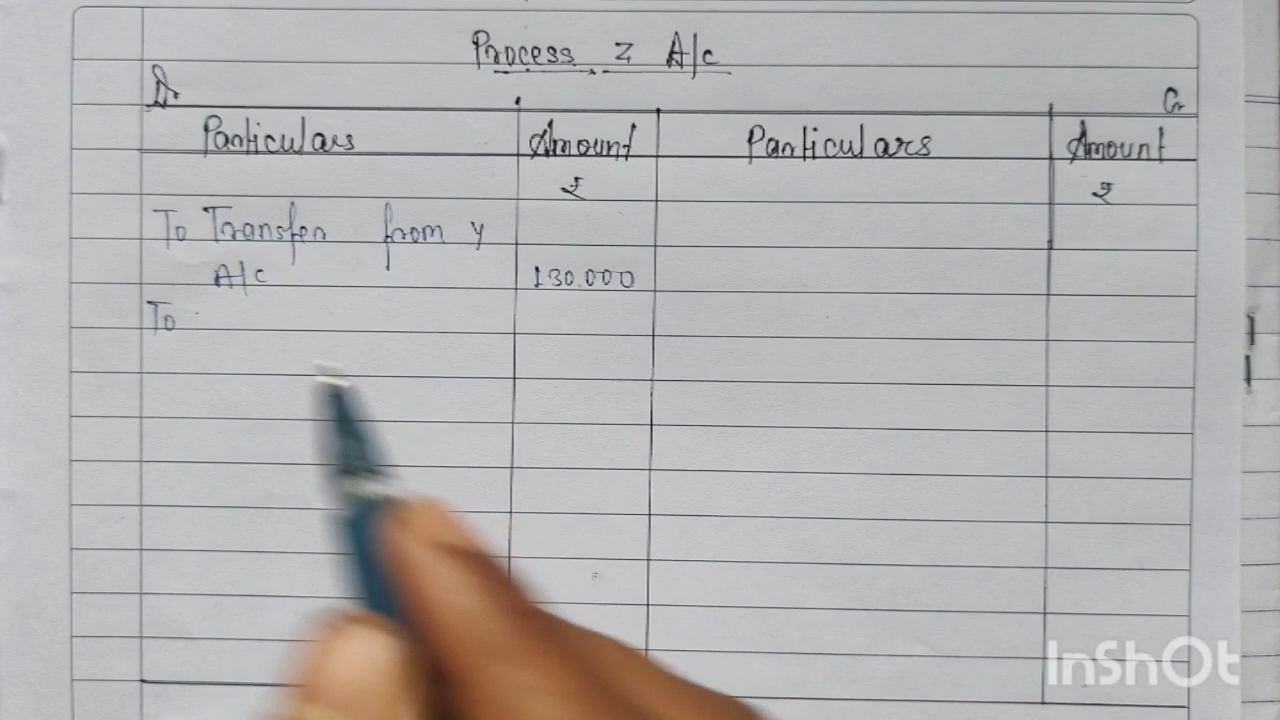 Process Z A/c
Dr Cr
Particulars Amount Particulars Amount
₹ ₹
To Transfer from Y
A/c 130.000
To
InShOt